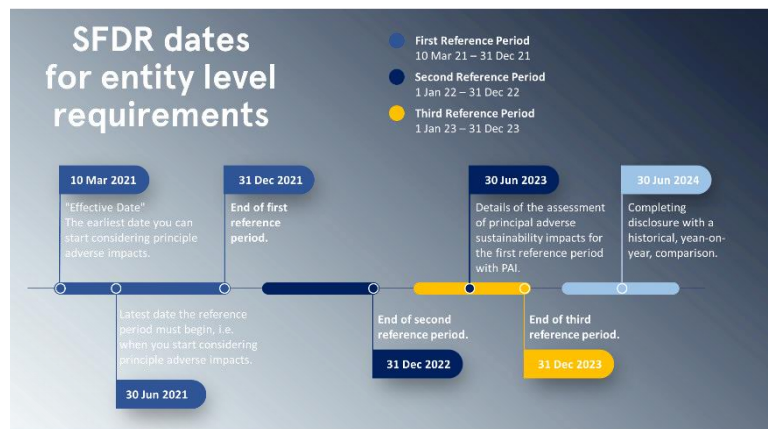 SFDR dates
for entity level
requirements
First Reference Period
10 Mar 21 – 31 Dec 21
Second Reference Period
1 Jan 22 – 31 Dec 22
Third Reference Period
1 Jan 23 – 31 Dec 23
10 Mar 2021
"Effective Date"
The earliest date you can
start considering principle
adverse impacts.
31 Dec 2021
End of first
reference
period.
30 Jun 2023
Details of the assessment
of principal adverse
sustainability impacts for
the first reference period
with PAI.
30 Jun 2024
Completing
disclosure with a
historical, year-on-
year, comparison.
Latest date the reference
period must begin, i.e.
when you start considering
principle adverse impacts.
30 Jun 2021
End of second
reference period.
31 Dec 2022
End of third
reference period.
31 Dec 2023